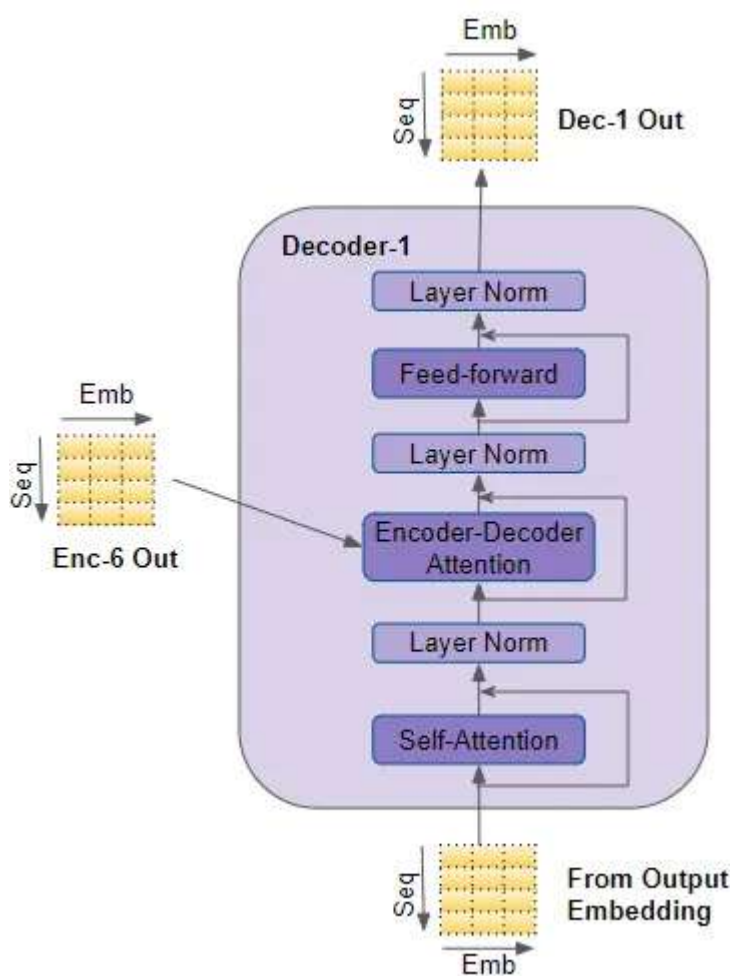 Emb
Seq
Dec-1 Out
Decoder-1
Layer Norm
Feed-forward
Emb
Layer Norm
Seq
Encoder-Decoder
Attention
Enc-6 Out
Layer Norm
Self-Attention
Seq
From Output
Embedding
Emb